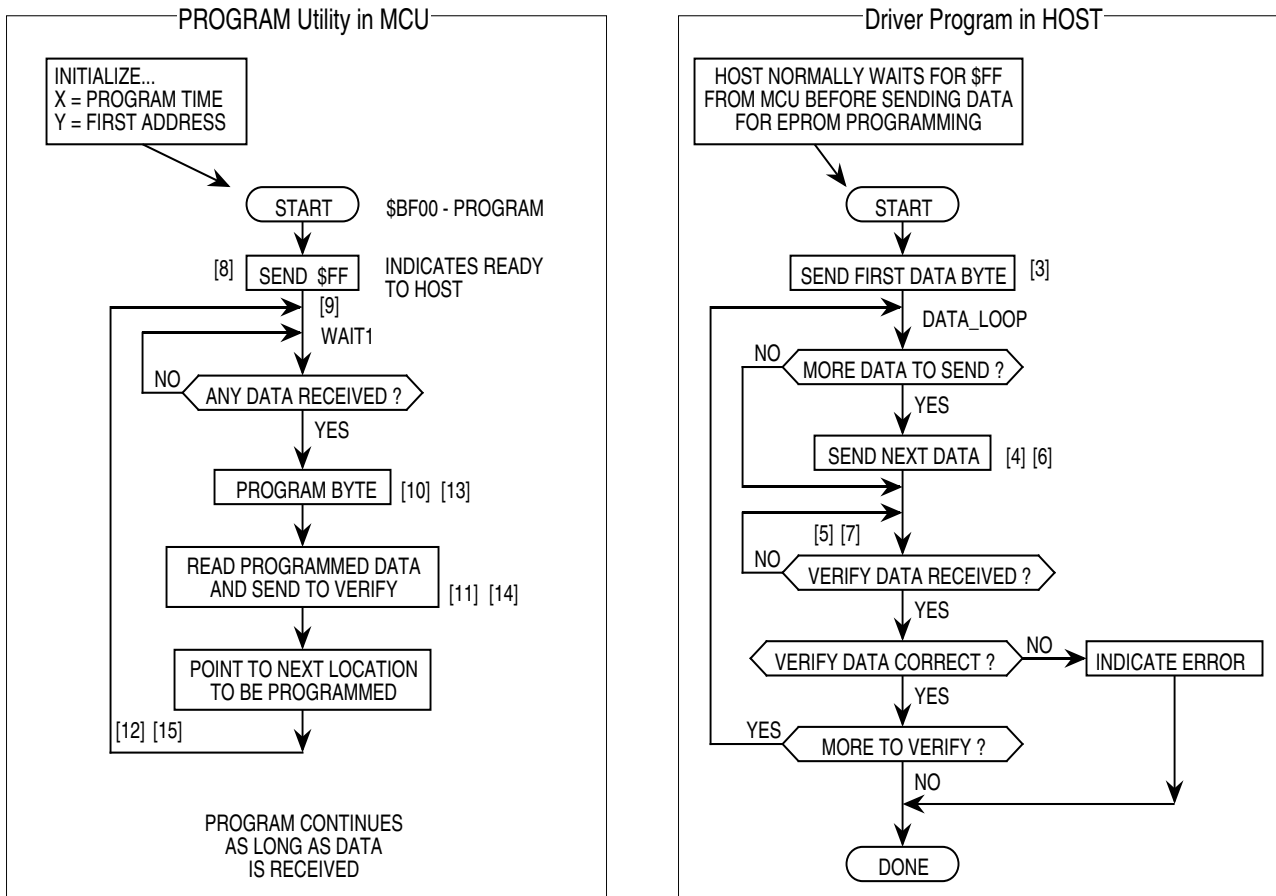 PROGRAM Utility in MCU
INITIALIZE...
X = PROGRAM TIME
Y = FIRST ADDRESS
START
$BF00 - PROGRAM
[8]
SEND $FF
INDICATES READY
TO HOST
[9]
WAIT1
NO
ANY DATA RECEIVED ?
YES
PROGRAM BYTE
[10] [13]
READ PROGRAMMED DATA
AND SEND TO VERIFY
[11] [14]
POINT TO NEXT LOCATION
TO BE PROGRAMMED
[12] [15]
PROGRAM CONTINUES
AS LONG AS DATA
IS RECEIVED
Driver Program in HOST
HOST NORMALLY WAITS FOR $FF
FROM MCU BEFORE SENDING DATA
FOR EPROM PROGRAMMING
START
SEND FIRST DATA BYTE
[3]
DATA_LOOP
NO
MORE DATA TO SEND ?
YES
SEND NEXT DATA
[4] [6]
[5] [7]
NO
VERIFY DATA RECEIVED ?
YES
VERIFY DATA CORRECT ?
NO
INDICATE ERROR
YES
YES
MORE TO VERIFY ?
NO
DONE